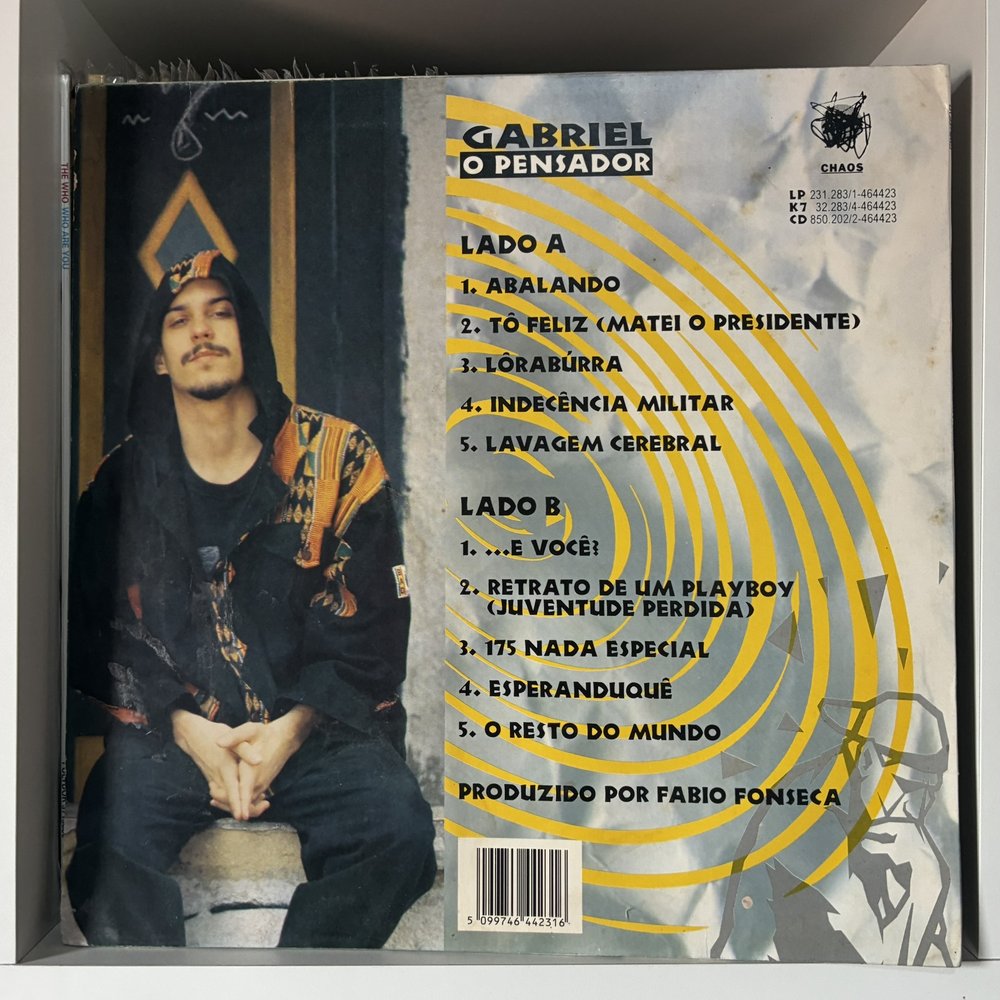 THE WHO WHO ARE YOU
GABRIEL
O PENSADOR
CHAOS
LP 231.283/1-464423
K7 32.283/4-464423
CD 850.202/2-464423
LADO A
1. ABALANDO
2. TÔ FELIZ (MATEI O PRESIDENTE)
3. LÔRABÚRRA
4. INDECÊNCIA MILITAR
5. LAVAGEM CEREBRAL
LADO B
1. ...E VOCÊ?
2. RETRATO DE UM PLAYBOY
(JUVENTUDE PERDIDA)
3. 175 NADA ESPECIAL
4. ESPERANDUQUÊ
5. O RESTO DO MUNDO
PRODUZIDO POR FABIO FONSECA
5 099746 442316